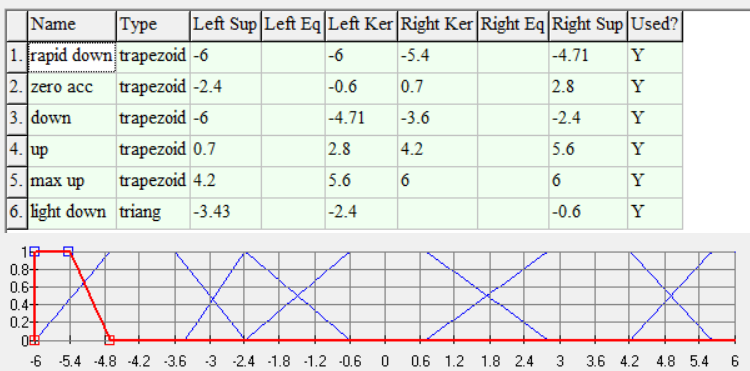 Name Type Left Sup Left Eq Left Ker Right Ker Right Eq Right Sup Used?
1. rapid down trapezoid -6 -6 -5.4 -4.71 Y
2. zero acc trapezoid -2.4 -0.6 0.7 2.8 Y
3. down trapezoid -6 -4.71 -3.6 -2.4 Y
4. up trapezoid 0.7 2.8 4.2 5.6 Y
5. max up trapezoid 4.2 5.6 6 6 Y
6. light down triang -3.43 -2.4 -0.6 Y
1
0.8
0.6
0.4
0.2
0
-6 -5.4 -4.8 -4.2 -3.6 -3 -2.4 -1.8 -1.2 -0.6 0 0.6 1.2 1.8 2.4 3 3.6 4.2 4.8 5.4 6